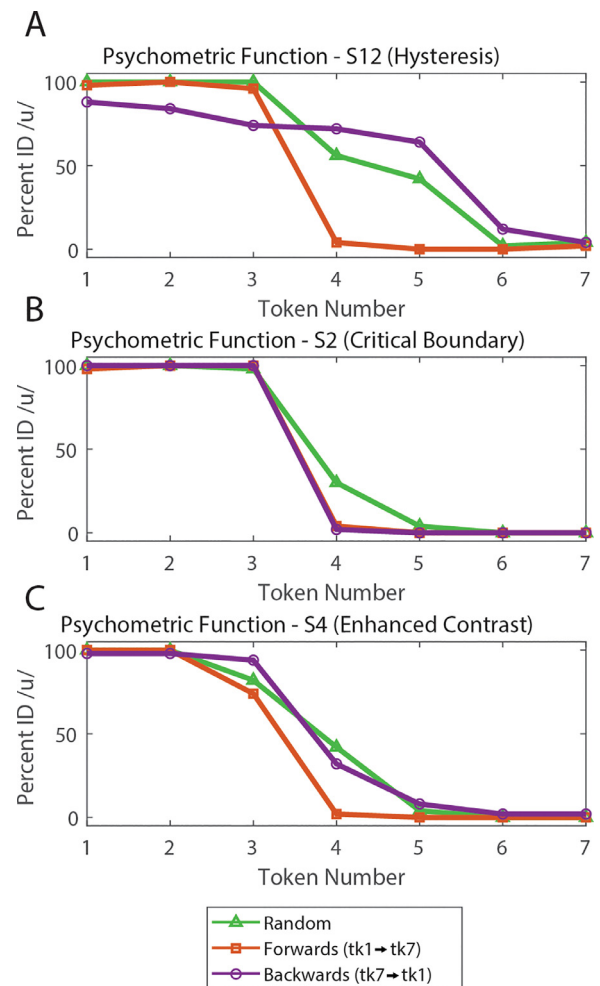 A
Psychometric Function - S12 (Hysteresis)
Percent ID /u/
100
50
0
1 2 3 4 5 6 7
Token Number
B
Psychometric Function - S2 (Critical Boundary)
Percent ID /u/
100
50
0
1 2 3 4 5 6 7
Token Number
C
Psychometric Function - S4 (Enhanced Contrast)
Percent ID /u/
100
50
0
1 2 3 4 5 6 7
Token Number
Random
Forwards (tk1→tk7)
Backwards (tk7→tk1)